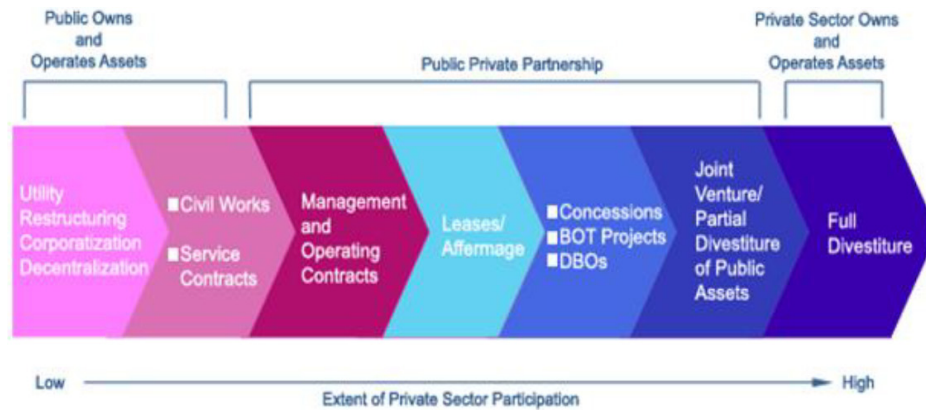 Public Owns
and
Operates Assets
Public Private Partnership
Private Sector Owns
and
Operates Assets
Utility
Restructuring
Corporatization
Decentralization
Civil Works
Service
Contracts
Management
and
Operating
Contracts
Leases/
Affermage
Concessions
BOT Projects
DBOs
Joint
Venture/
Partial
Divestiture
of Public
Assets
Full
Divestiture
Low
High
Extent of Private Sector Participation